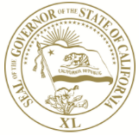 SEAL OF THE GOVERNOR OF THE STATE OF CALIFORNIA
CALIFORNIA REPUBLIC
XL